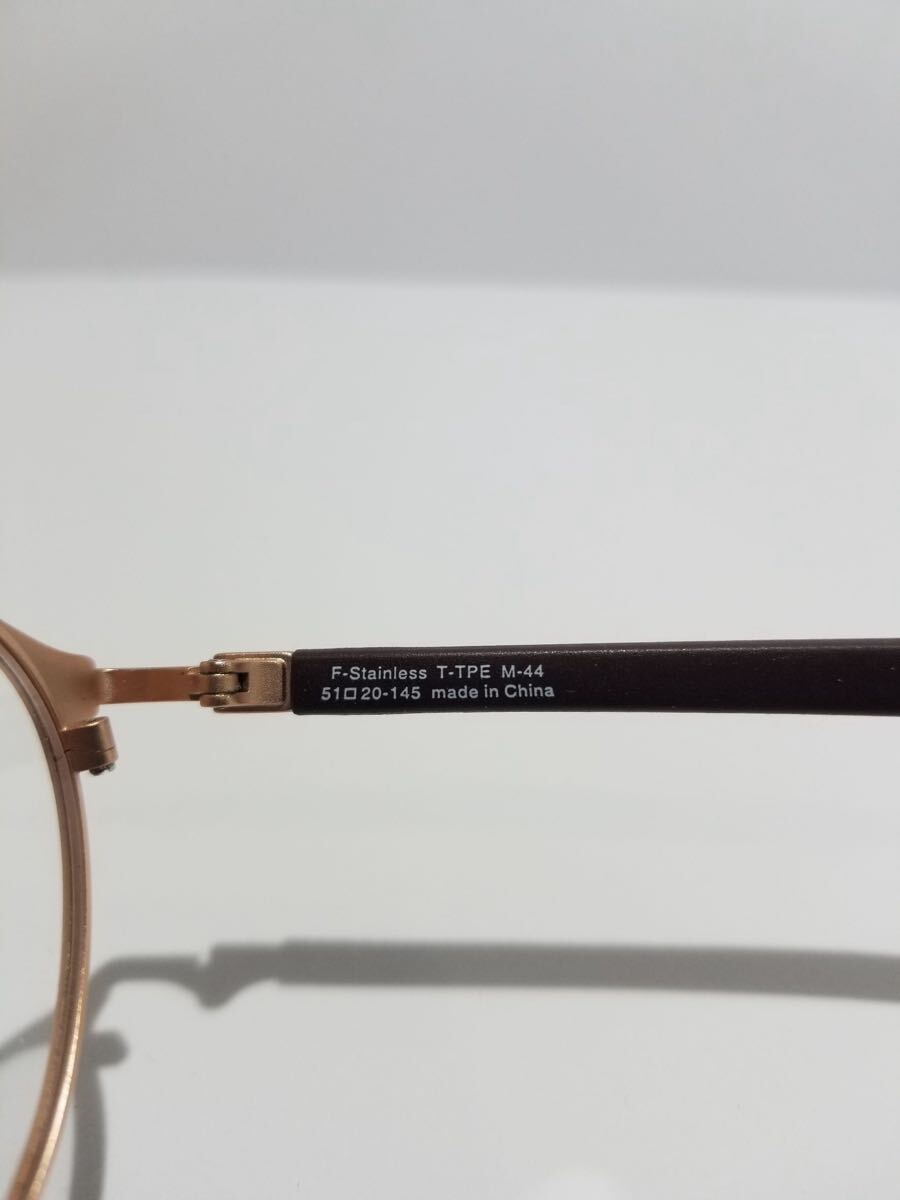 F-Stainless T-TPE M-44
51□20-145 made in China